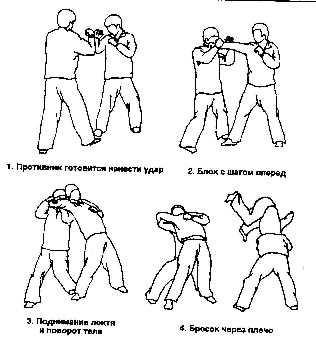 1. Противник готовится нанести удар
2. Блок с шагом вперед
3. Поднимание локтя
и поворот тела
4. Бросок через плечо